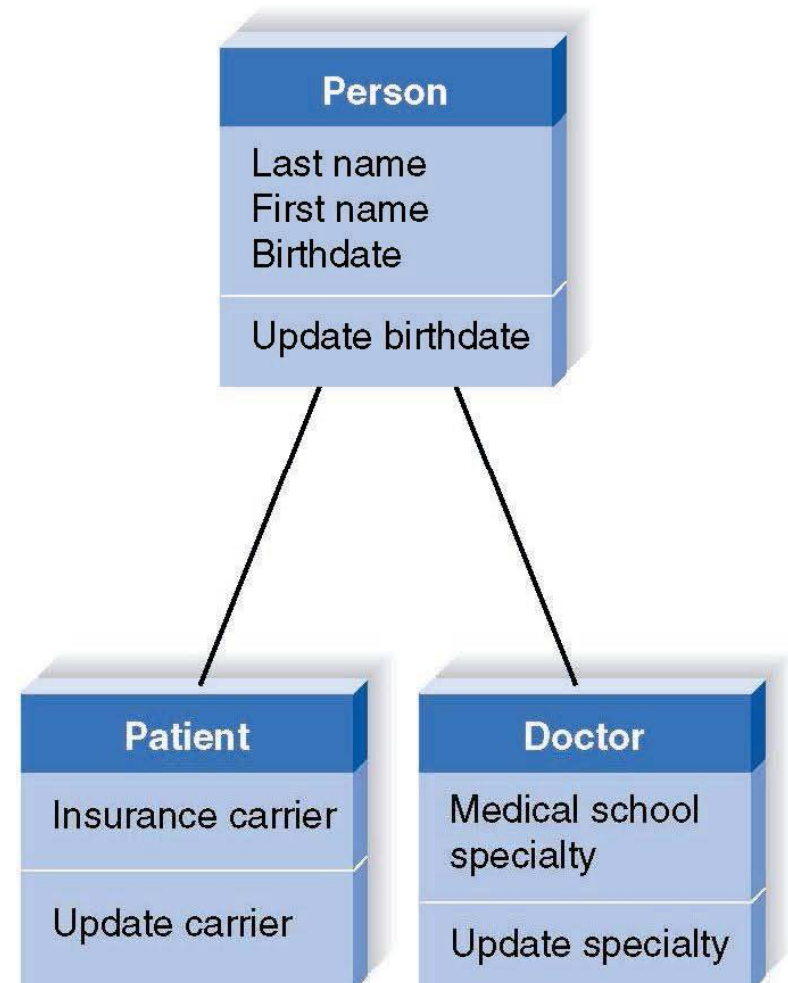 Person
Last name
First name
Birthdate
Update birthdate
Patient
Insurance carrier
Update carrier
Doctor
Medical school
specialty
Update specialty